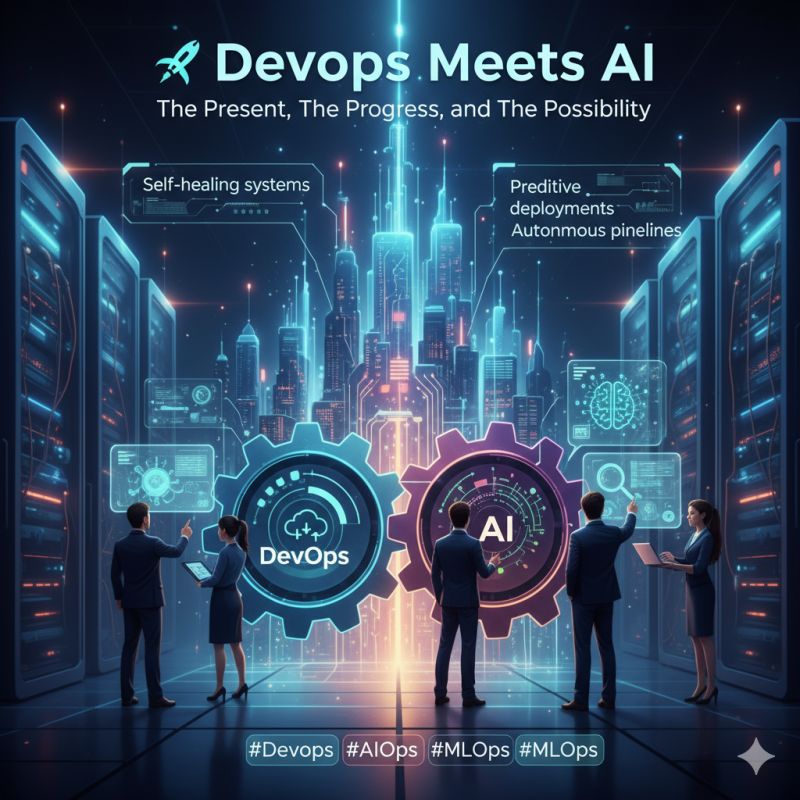 Devops Meets AI
The Present, The Progress, and The Possibility
Self-healing systems
Preditive
deployments
Autonmous pinelines
DevOps
AI
#Devops #AIOps #MLOps #MLOps